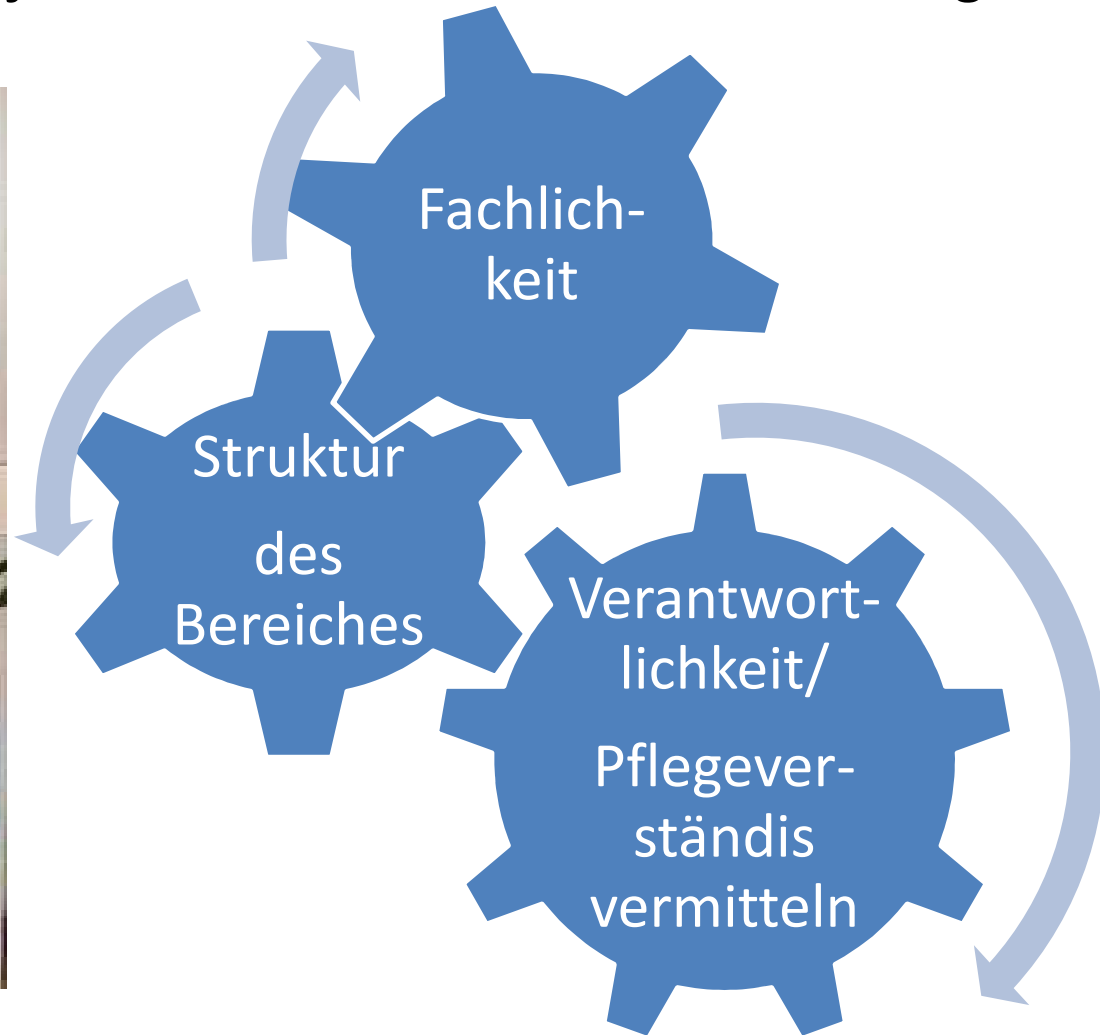 Fachlich-
keit
Struktur
des
Bereiches
Verantwort-
lichkeit/
Pflegever-
ständis
vermitteln